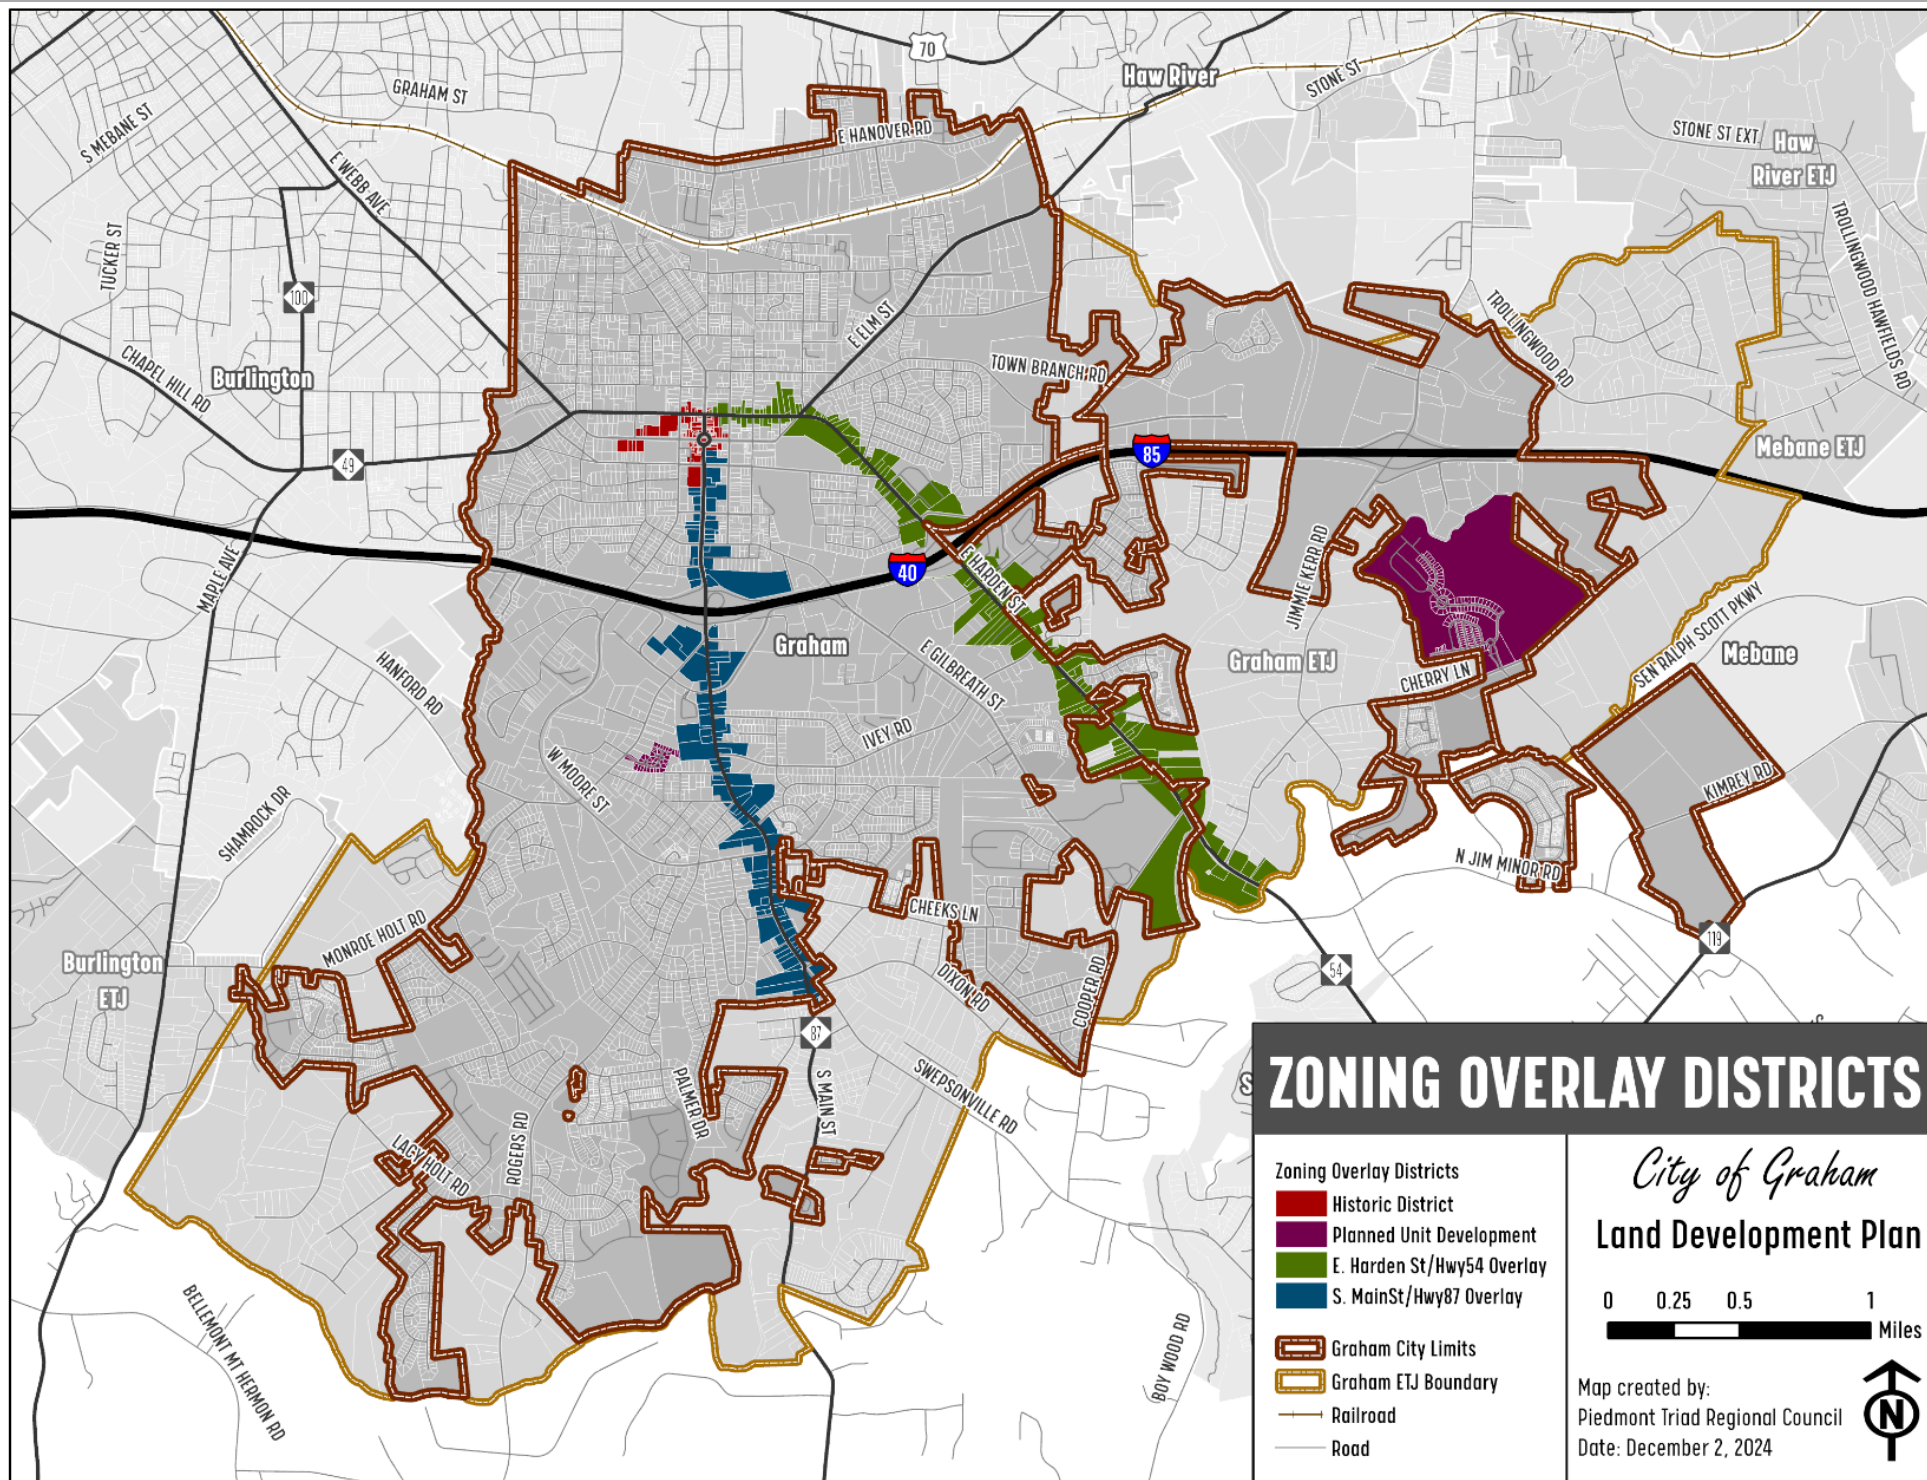 70
Haw River
STONE ST
GRAHAM ST
S MEBANE ST
E HANOVER RD
STONE ST EXT
Haw
River ETJ
E WEBB AVE
TUCKER ST
TROLLINGWOOD HAWFIELDS RD
100
TROLLINGWOOD RD
E ELM ST
CHAPEL HILL RD
Burlington
TOWN BRANCH RD
49
85
Mebane ETJ
MAPLE AVE
40
E HARDEN ST
JIMMIE KERR RD
SEN RALPH SCOTT PKWY
Graham
E GILBREATH ST
Graham ETJ
Mebane
HANFORD RD
CHERRY LN
IVEY RD
W MOORE ST
KIMREY RD
SHAMROCK DR
N JIM MINOR RD
CHEEKS LN
MONROE HOLT RD
119
Burlington
ETJ
54
DIXON RD
COOPER RD
87
SWEPSONVILLE RD
PALMER DR
S MAIN ST
S
ROGERS RD
LACY HOLT RD
BELLEMONT MT HERMON RD
BOY WOOD RD
ZONING OVERLAY DISTRICTS
Zoning Overlay Districts
Historic District
Planned Unit Development
E. Harden St/Hwy54 Overlay
S. MainSt/Hwy87 Overlay
Graham City Limits
Graham ETJ Boundary
Railroad
Road
City of Graham
Land Development Plan
0 0.25 0.5 1
Miles
Map created by:
Piedmont Triad Regional Council
Date: December 2, 2024
N